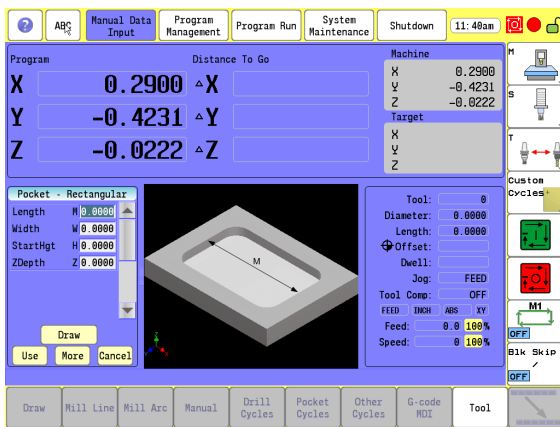 ? ABC Manual Data Input Program Management Program Run System Maintenance Shutdown 11:40am
Program Distance To Go Machine
X 0.2900 △X
Y -0.4231 △Y
Z -0.0222 △Z
X 0.2900
Y -0.4231
Z -0.0222
Target
X
Y
Z
M
S
T
Custom Cycles+
Pocket - Rectangular
Length M 0.0000
Width W 0.0000
StartHgt H 0.0000
ZDepth Z 0.0000
Draw
Use More Cancel
M
Z
Y X
Tool: 0
Diameter: 0.0000
Length: 0.0000
Offset:
Dwell:
Jog: FEED
Tool Comp: OFF
FEED INCH ABS XY
Feed: 0.0 100%
Speed: 0 100%
M1
OFF
Blk Skip
/
OFF
Draw Mill Line Mill Arc Manual Drill Cycles Pocket Cycles Other Cycles G-code MDI Tool